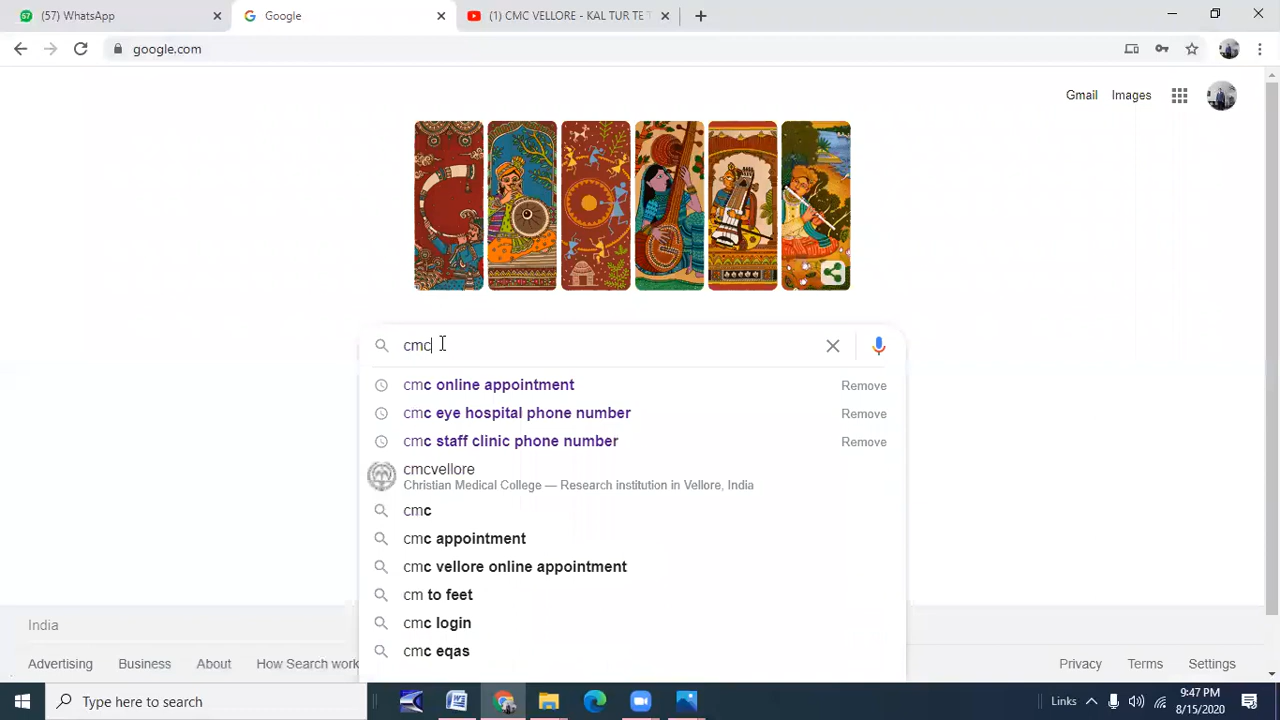 (57) WhatsApp
Google
(1) CMC VELLORE - KAL TUR TE T
google.com
Gmail Images
cmc
cmc online appointment Remove
cmc eye hospital phone number Remove
cmc staff clinic phone number Remove
cmcvellore
Christian Medical College — Research institution in Vellore, India
cmc
cmc appointment
cmc vellore online appointment
cm to feet
cmc login
cmc eqas
India
Advertising Business About How Search work Privacy Terms Settings
Type here to search Links 9:47 PM
8/15/2020